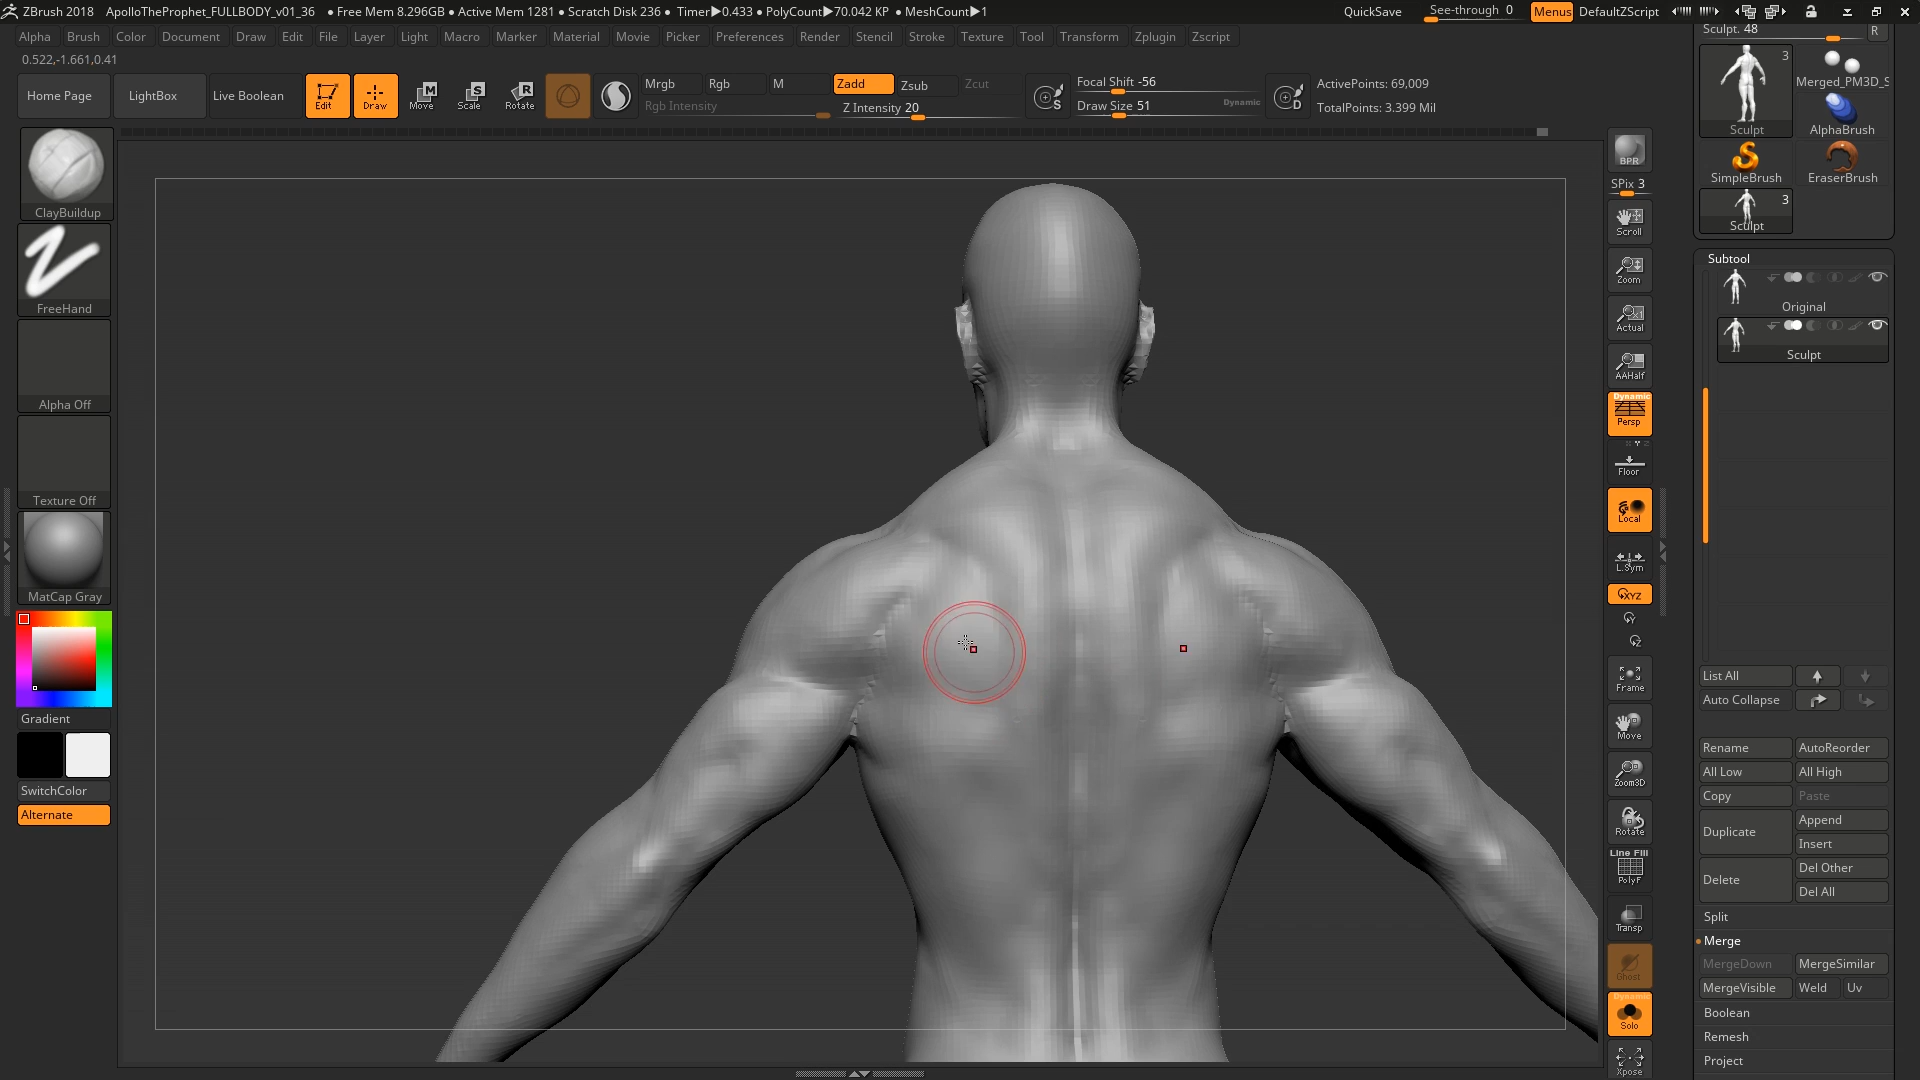 ZBrush 2018 ApolloTheProphet_FULLBODY_v01_36 • Free Mem 8.296GB • Active Mem 1281 • Scratch Disk 236 • Timer▶0.433 • PolyCount▶70.042 KP • MeshCount▶1 QuickSave See-through 0 Menus DefaultZScript
Alpha Brush Color Document Draw Edit File Layer Light Macro Marker Material Movie Picker Preferences Render Stencil Stroke Texture Tool Transform Zplugin Zscript
0.522,-1.661,0.41
Home Page LightBox Live Boolean Edit Draw Move Scale Rotate
M S R
Mrgb Rgb M Zadd Zsub Zcut
Rgb Intensity Z Intensity 20
Focal Shift -56
Draw Size 51 Dynamic
S D
ActivePoints: 69,009
TotalPoints: 3.399 Mil
ClayBuildup
FreeHand
Alpha Off
Texture Off
MatCap Gray
Gradient
SwitchColor
Alternate
BPR
SPix 3
Scroll
Zoom
Actual
AAHalf
Dynamic
Persp
Floor
Local
L.Sym
XYZ
Y
Z
Frame
Move
Zoom3D
Rotate
Line Fill
PolyF
Transp
Ghost
Dynamic
Solo
Xpose
Sculpt. 48 R
3
Merged_PM3D_S
Sculpt AlphaBrush
SimpleBrush EraserBrush
3
Sculpt
Subtool
Original
Sculpt
List All
Auto Collapse
Rename AutoReorder
All Low All High
Copy Paste
Duplicate Append
Insert
Delete Del Other
Del All
Split
Merge
MergeDown MergeSimilar
MergeVisible Weld Uv
Boolean
Remesh
Project